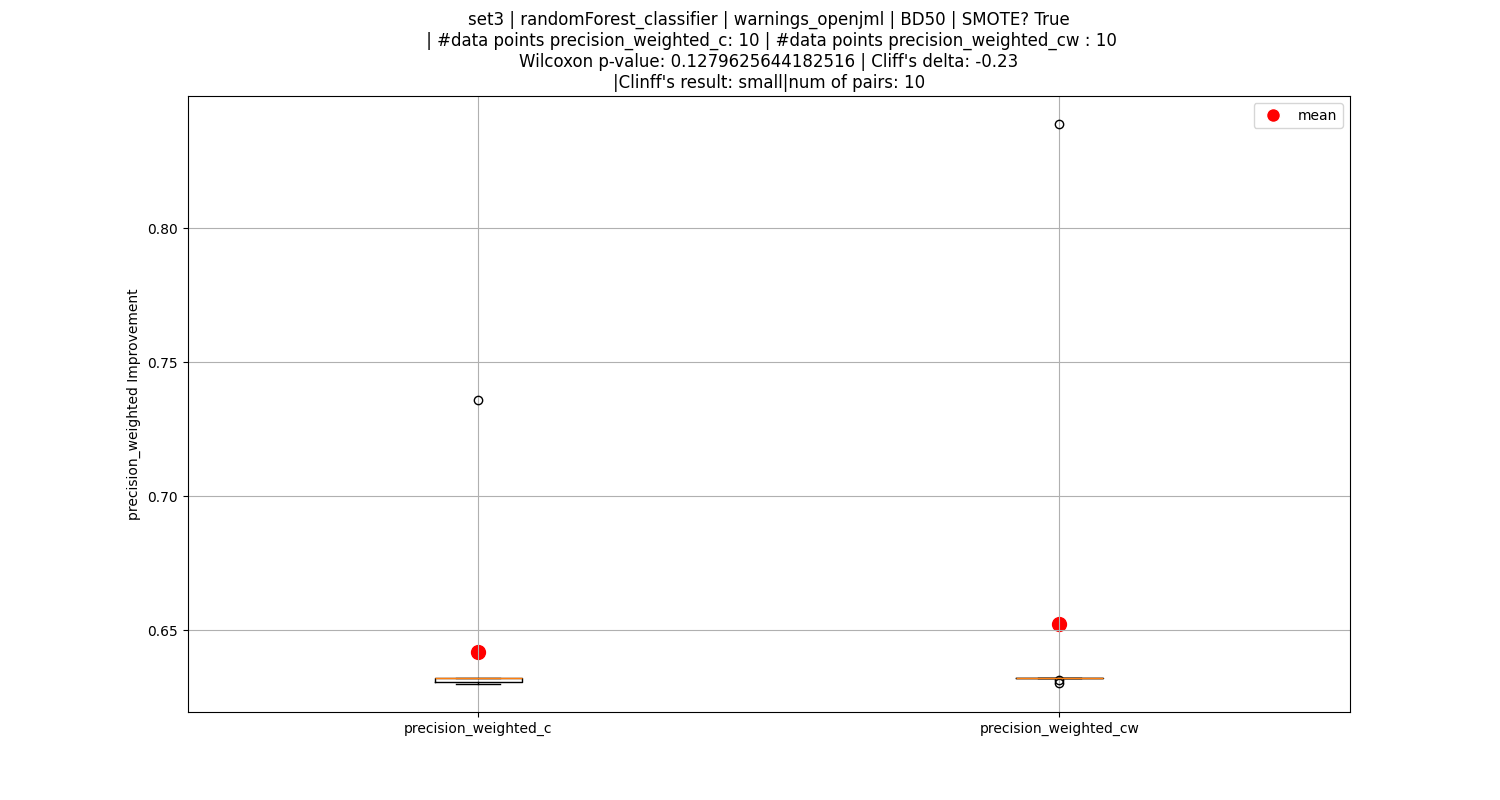 set3 | randomForest_classifier | warnings_openjml | BD50 | SMOTE? True
| #data points precision_weighted_c: 10 | #data points precision_weighted_cw : 10
Wilcoxon p-value: 0.1279625644182516 | Cliff's delta: -0.23
|Clinff's result: small|num of pairs: 10
mean
precision_weighted Improvement
0.80
0.75
0.70
0.65
precision_weighted_c
precision_weighted_cw